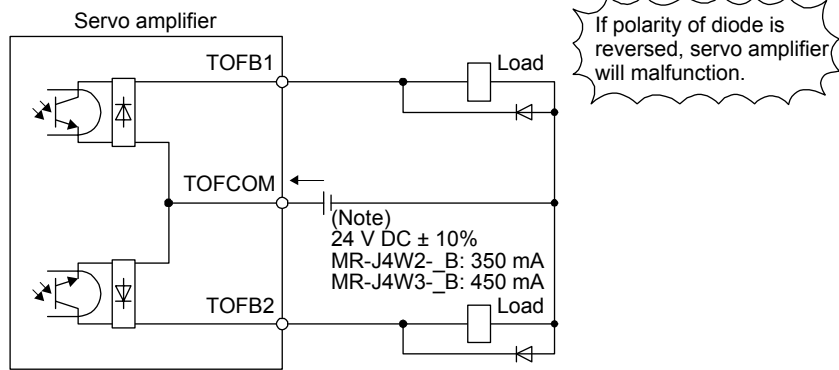 Servo amplifier
If polarity of diode is
reversed, servo amplifier
will malfunction.
TOFB1
Load
TOFCOM
(Note)
24 V DC ± 10%
MR-J4W2-_B: 350 mA
MR-J4W3-_B: 450 mA
TOFB2
Load